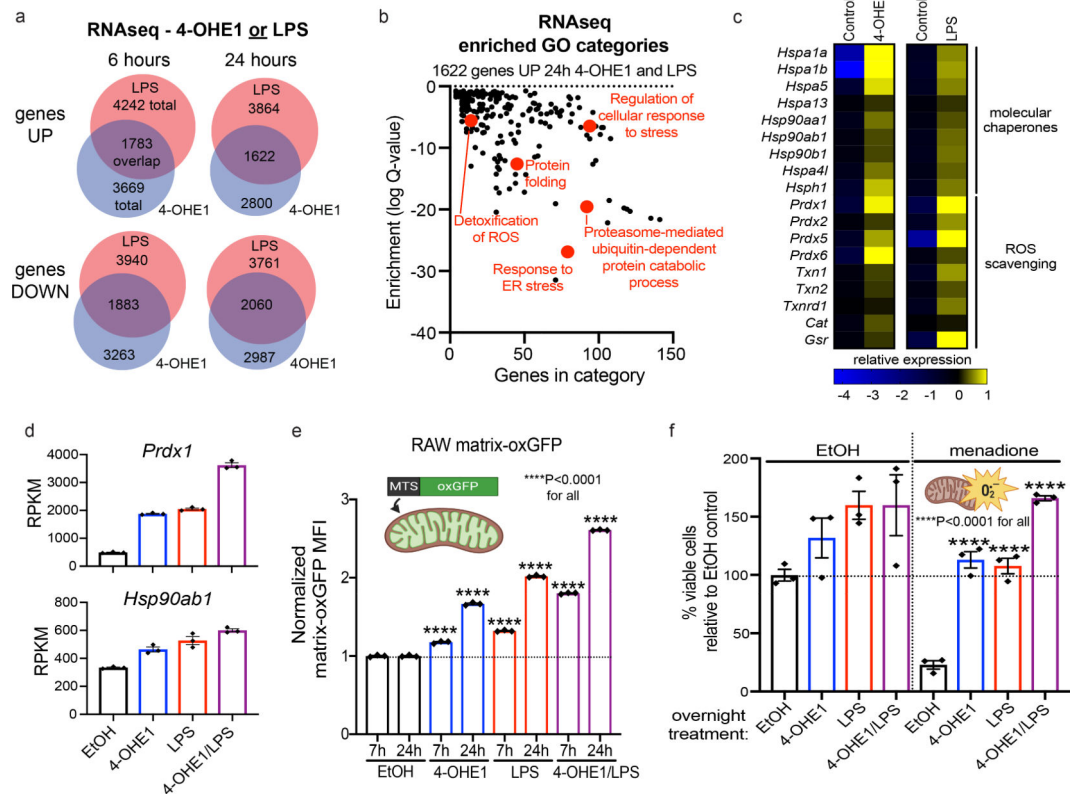 a
RNAseq - 4-OHE1 or LPS
6 hours
24 hours
genes
UP
LPS
4242 total
1783
overlap
3669
total
4-OHE1
LPS
3864
1622
2800
4-OHE1
genes
DOWN
LPS
3940
1883
3263
4-OHE1
LPS
3761
2060
2987
4-OHE1
b
RNAseq
enriched GO categories
1622 genes UP 24h 4-OHE1 and LPS
Enrichment (log Q-value)
0
-10
-20
-30
-40
Regulation of
cellular response
to stress
Protein
folding
Detoxification
of ROS
Proteasome-mediated
ubiquitin-dependent
protein catabolic
process
Response to
ER stress
0
50
100
150
Genes in category
c
Control
4-OHE1
Control
LPS
Hspa1a
Hspa1b
Hspa5
Hspa13
Hsp90aa1
Hsp90ab1
Hsp90b1
Hspa4l
Hsph1
Prdx1
Prdx2
Prdx5
Prdx6
Txn1
Txn2
Txnrd1
Cat
Gsr
molecular
chaperones
ROS
scavenging
relative expression
-4 -3 -2 -1 0 1
d
Prdx1
RPKM
4000
3000
2000
1000
0
Hsp90ab1
RPKM
800
600
400
200
0
EtOH
4-OHE1
LPS
4-OHE1/LPS
e
RAW matrix-oxGFP
MTS oxGFP
****P<0.0001
for all
Normalized
matrix-oxGFP MFI
3
2
1
0
****
****
****
****
****
****
7h 24h 7h 24h 7h 24h 7h 24h
EtOH 4-OHE1 LPS 4-OHE1/LPS
f
EtOH
menadione
% viable cells
relative to EtOH control
200
150
100
50
0
O2−
****P<0.0001 for all
****
****
****
overnight
treatment:
EtOH
4-OHE1
LPS
4-OHE1/LPS
EtOH
4-OHE1
LPS
4-OHE1/LPS